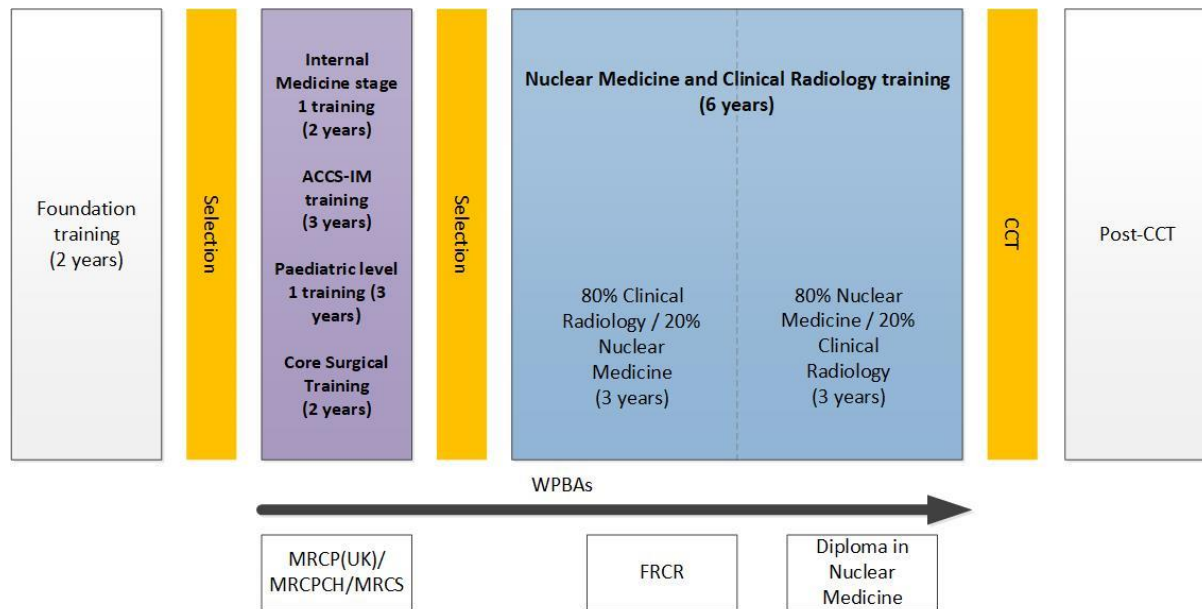 Foundation
training
(2 years)
Selection
Internal
Medicine stage
1 training
(2 years)
ACCS-IM
training
(3 years)
Paediatric level
1 training (3
years)
Core Surgical
Training
(2 years)
Selection
Nuclear Medicine and Clinical Radiology training
(6 years)
80% Clinical
Radiology / 20%
Nuclear
Medicine
(3 years)
80% Nuclear
Medicine / 20%
Clinical
Radiology
(3 years)
CCT
Post-CCT
WPBAs
MRCP(UK)/
MRCPCH/MRCS
FRCR
Diploma in
Nuclear
Medicine